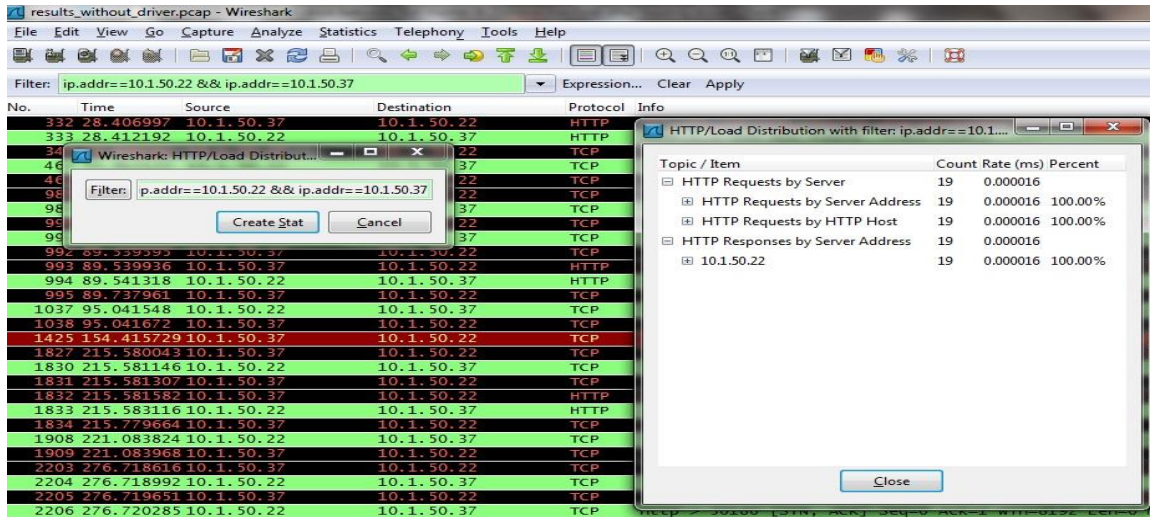 results_without_driver.pcap - Wireshark
File Edit View Go Capture Analyze Statistics Telephony Tools Help
Filter: ip.addr==10.1.50.22 && ip.addr==10.1.50.37 Expression... Clear Apply
No. Time Source Destination Protocol Info
332 28.406997 10.1.50.37 10.1.50.22 HTTP
333 28.412192 10.1.50.22 10.1.50.37 HTTP
34 22 TCP
46 37 TCP
46 22 TCP
98 22 TCP
98 37 TCP
99 22 TCP
99 37 TCP
992 89.539595 10.1.50.37 10.1.50.22 TCP
993 89.539936 10.1.50.37 10.1.50.22 HTTP
994 89.541318 10.1.50.22 10.1.50.37 HTTP
995 89.737961 10.1.50.37 10.1.50.22 TCP
1037 95.041548 10.1.50.22 10.1.50.37 TCP
1038 95.041672 10.1.50.37 10.1.50.22 TCP
1425 154.415729 10.1.50.37 10.1.50.22 TCP
1827 215.580043 10.1.50.37 10.1.50.22 TCP
1830 215.581146 10.1.50.22 10.1.50.37 TCP
1831 215.581307 10.1.50.37 10.1.50.22 TCP
1832 215.581582 10.1.50.37 10.1.50.22 HTTP
1833 215.583116 10.1.50.22 10.1.50.37 HTTP
1834 215.779664 10.1.50.37 10.1.50.22 TCP
1908 221.083824 10.1.50.22 10.1.50.37 TCP
1909 221.083968 10.1.50.37 10.1.50.22 TCP
2203 276.718616 10.1.50.37 10.1.50.22 TCP
2204 276.718992 10.1.50.22 10.1.50.37 TCP
2205 276.719651 10.1.50.37 10.1.50.22 TCP
2206 276.720285 10.1.50.22 10.1.50.37 TCP
Wireshark: HTTP/Load Distribut...
Filter: p.addr==10.1.50.22 && ip.addr==10.1.50.37
Create Stat Cancel
HTTP/Load Distribution with filter: ip.addr==10.1....
Topic / Item Count Rate (ms) Percent
HTTP Requests by Server 19 0.000016
HTTP Requests by Server Address 19 0.000016 100.00%
HTTP Requests by HTTP Host 19 0.000016 100.00%
HTTP Responses by Server Address 19 0.000016
10.1.50.22 19 0.000016 100.00%
Close